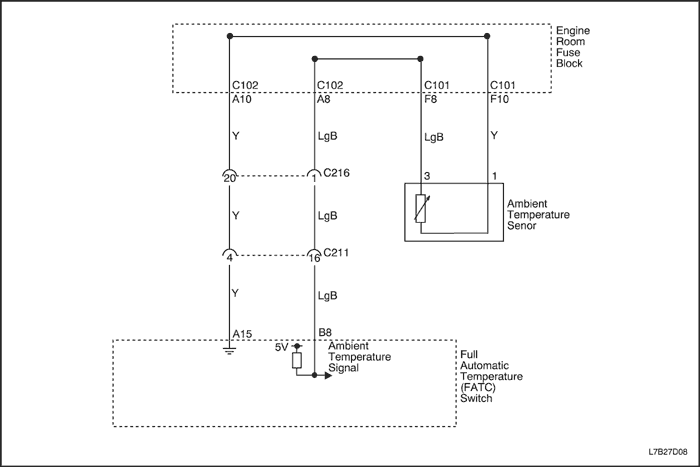 Engine
Room
Fuse
Block
C102 C102 C101 C101
A10 A8 F8 F10
Y LgB LgB Y
20 1 C216 3 1
Ambient
Temperature
Senor
Y LgB
4 16 C211
Y LgB
A15 B8
5V
Ambient
Temperature
Signal
Full
Automatic
Temperature
(FATC)
Switch
L7B27D08